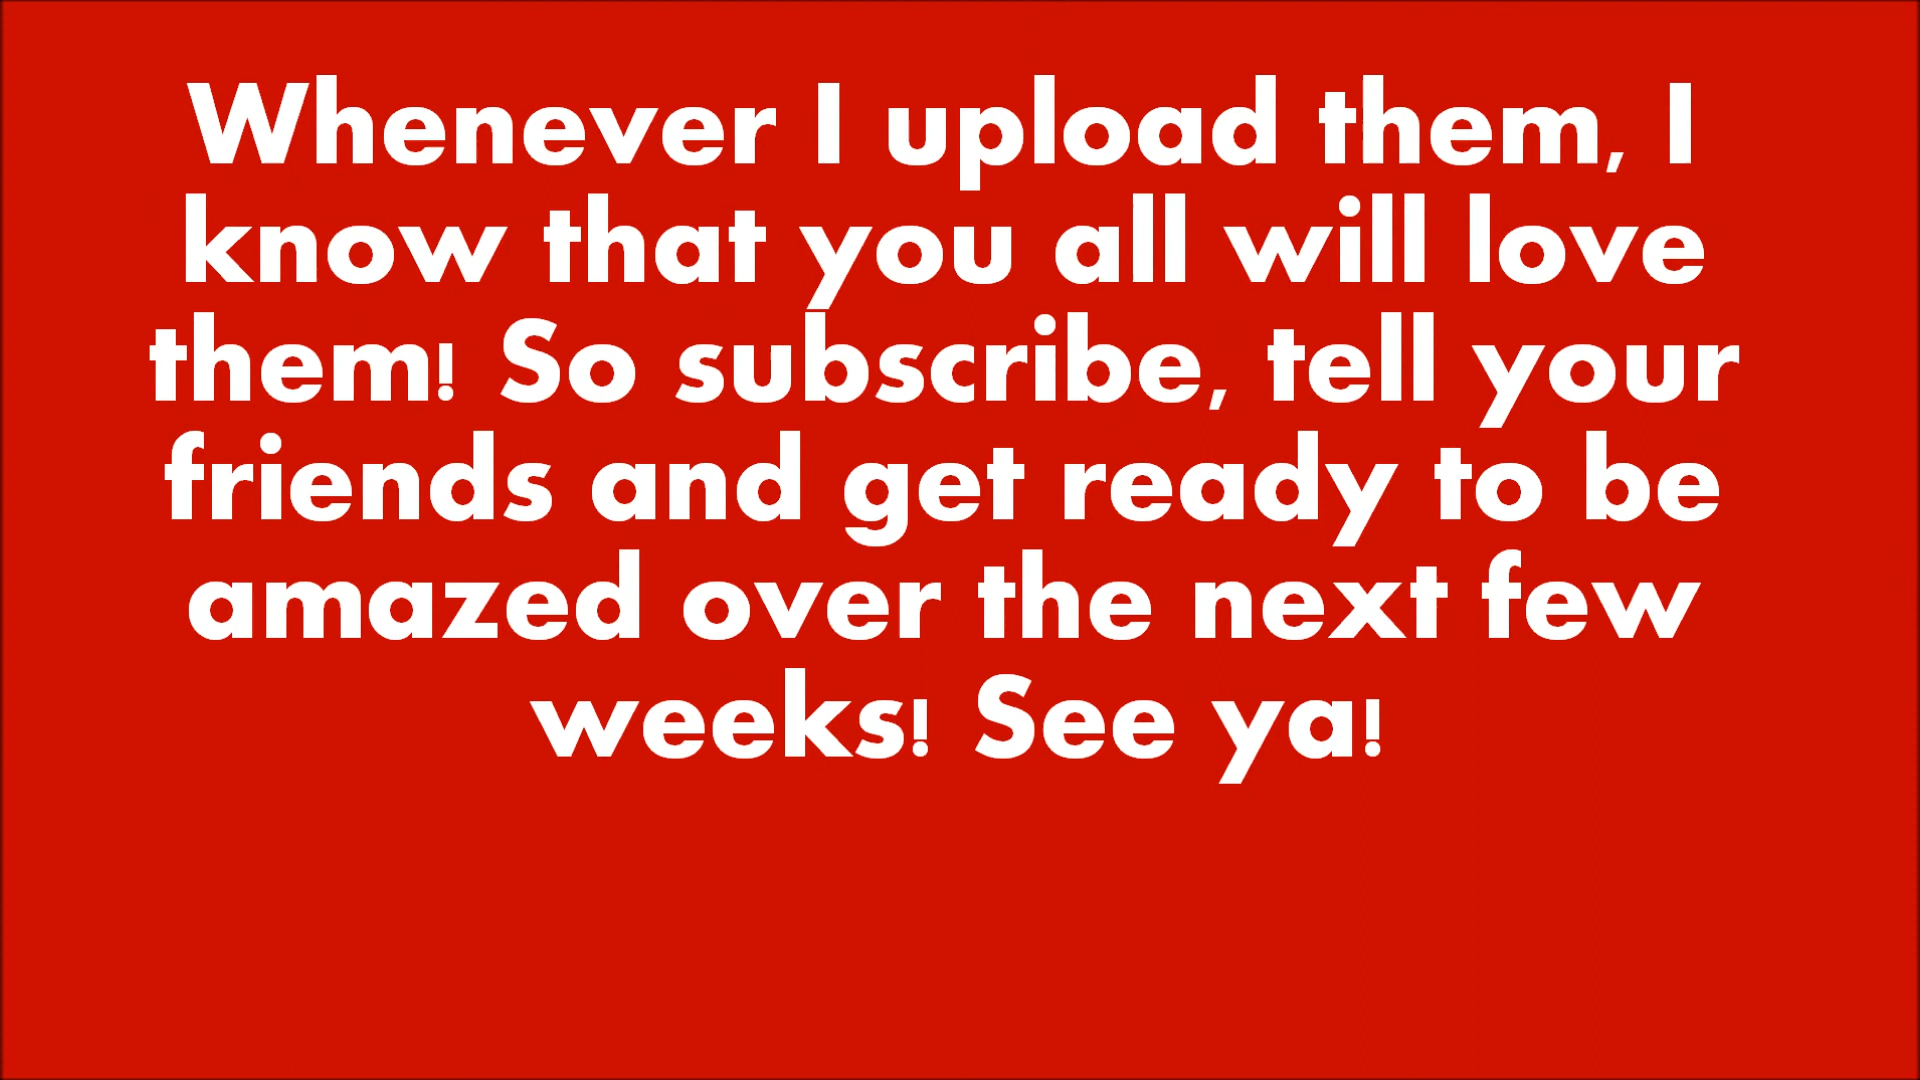 Whenever I upload them, I
know that you all will love
them! So subscribe, tell your
friends and get ready to be
amazed over the next few
weeks! See ya!